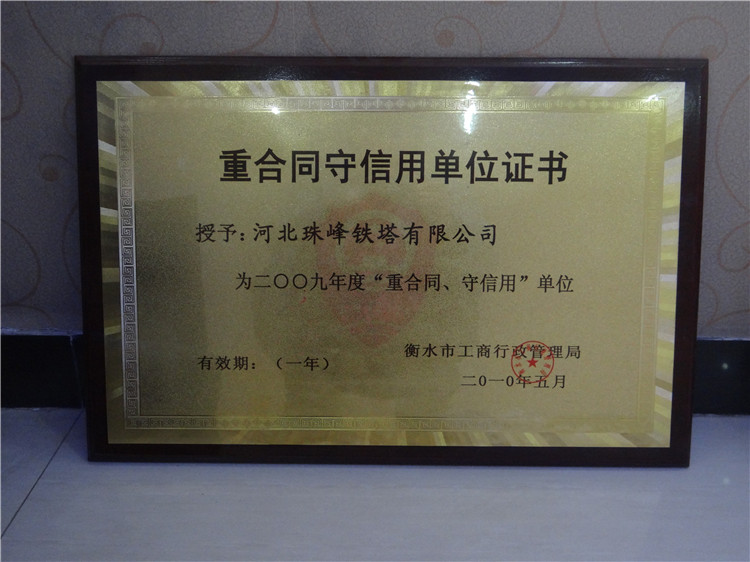 重合同守信用单位证书
授予：河北珠峰铁塔有限公司
为二〇〇九年度“重合同、守信用”单位
有效期：（一年）
衡水市工商行政管理局
二0一0年五月